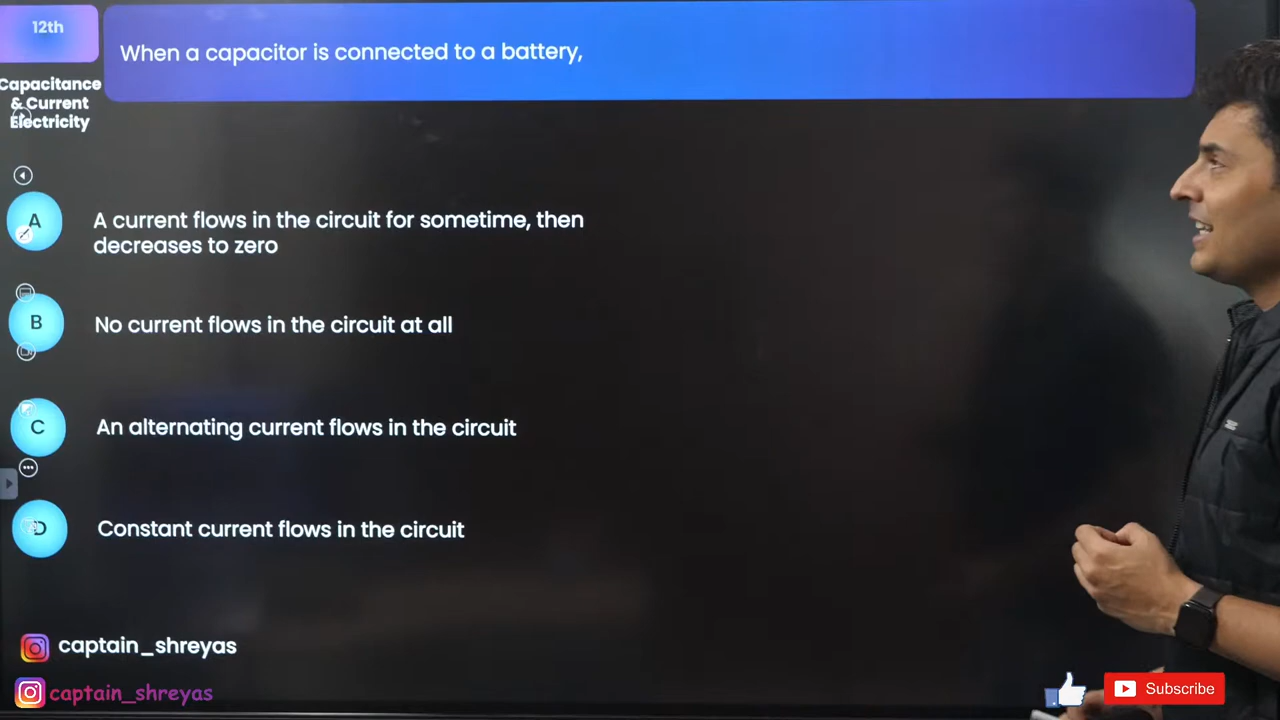 12th
When a capacitor is connected to a battery,
Capacitance
& Current
Electricity
A
A current flows in the circuit for sometime, then
decreases to zero
B
No current flows in the circuit at all
C
An alternating current flows in the circuit
D
Constant current flows in the circuit
captain_shreyas
captain_shreyas
Subscribe